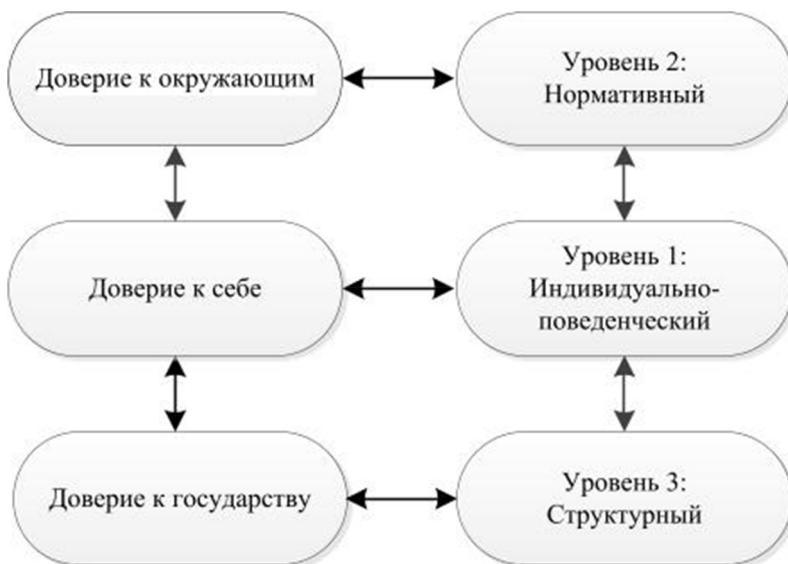 Доверие к окружающим
Уровень 2:
Нормативный
Доверие к себе
Уровень 1:
Индивидуально-
поведенческий
Доверие к государству
Уровень 3:
Структурный